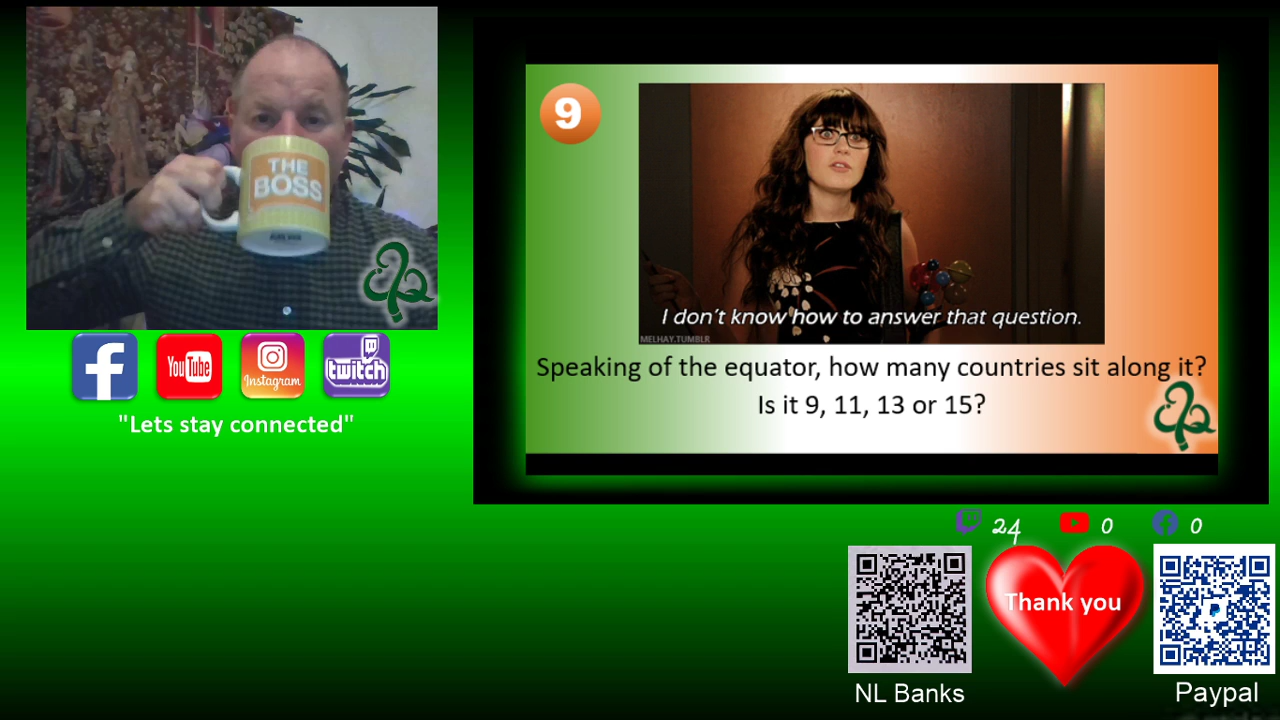 THE
BOSS
9
I don't know how to answer that question.
MELHAY.TUMBLR
Speaking of the equator, how many countries sit along it?
Is it 9, 11, 13 or 15?
f
YouTube
Instagram
twitch
"Lets stay connected"
24
0
0
Thank you
NL Banks
Paypal